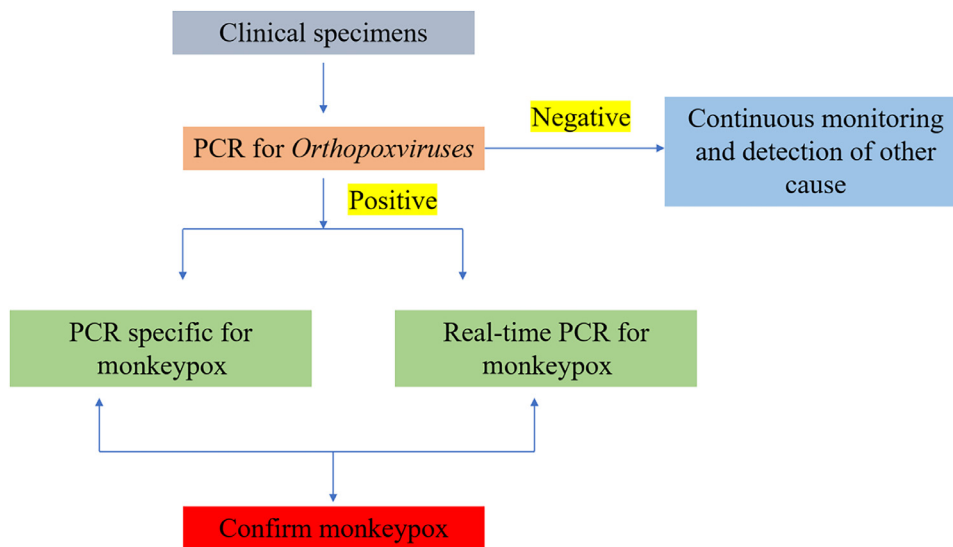 Clinical specimens
Negative
PCR for Orthopoxviruses
Continuous monitoring
and detection of other
cause
Positive
PCR specific for
monkeypox
Real-time PCR for
monkeypox
Confirm monkeypox